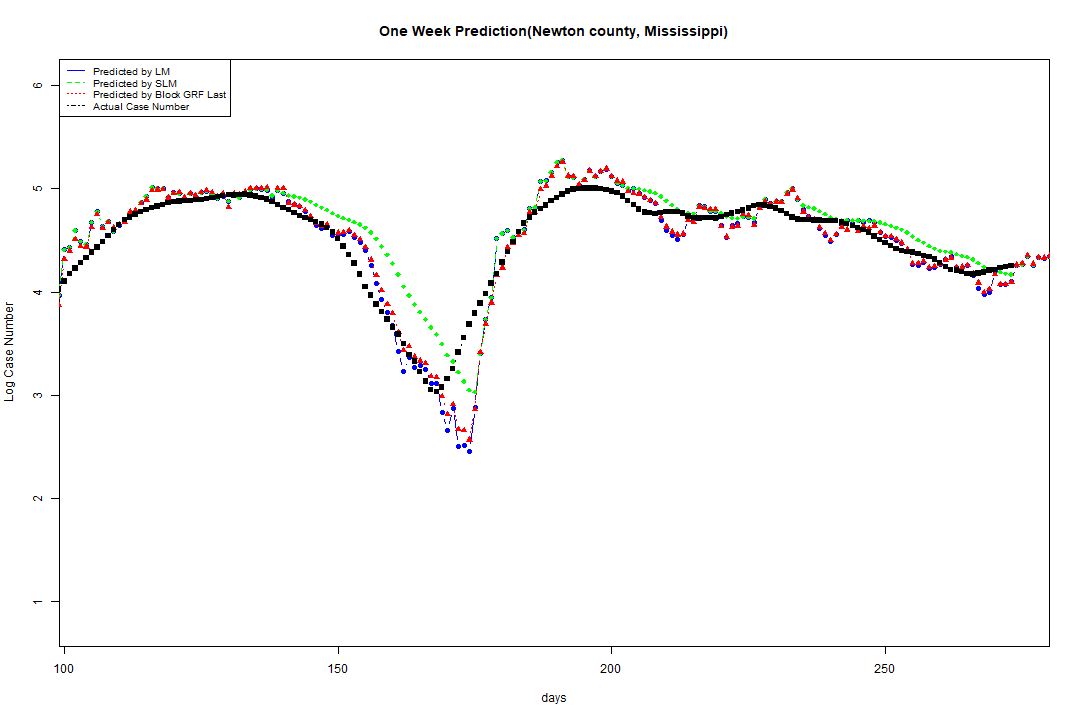 One Week Prediction(Newton county, Mississippi)
Predicted by LM
Predicted by SLM
Predicted by Block GRF Last
Actual Case Number
6
5
4
3
2
1
Log Case Number
100 150 200 250
days